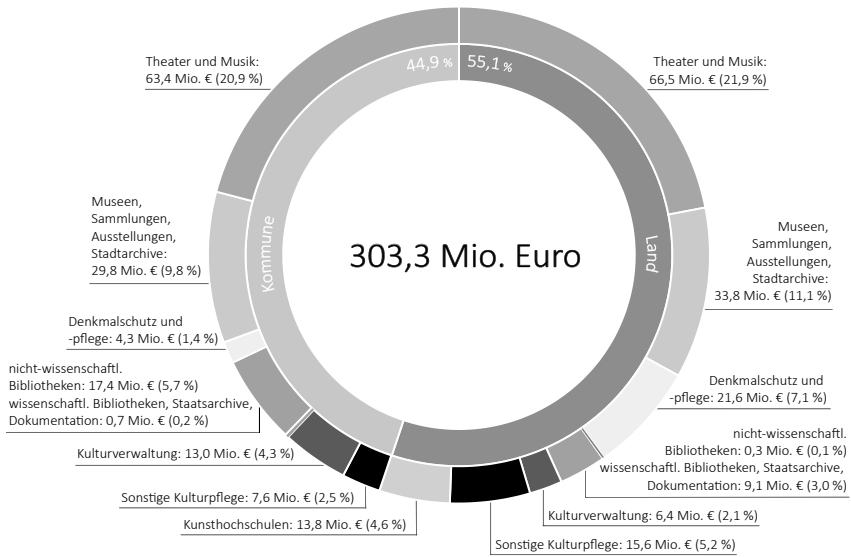 44,9 %
55,1 %
Theater und Musik:
63,4 Mio. € (20,9 %)
Theater und Musik:
66,5 Mio. € (21,9 %)
Museen,
Sammlungen,
Ausstellungen,
Stadtarchive:
29,8 Mio. € (9,8 %)
Kommune
303,3 Mio. Euro
Land
Museen,
Sammlungen,
Ausstellungen,
Stadtarchive:
33,8 Mio. € (11,1 %)
Denkmalschutz und
-pflege: 4,3 Mio. € (1,4 %)
nicht-wissenschaftl.
Bibliotheken: 17,4 Mio. € (5,7 %)
wissenschaftl. Bibliotheken, Staatsarchive,
Dokumentation: 0,7 Mio. € (0,2 %)
Kulturverwaltung: 13,0 Mio. € (4,3 %)
Sonstige Kulturpflege: 7,6 Mio. € (2,5 %)
Kunsthochschulen: 13,8 Mio. € (4,6 %)
Denkmalschutz und
-pflege: 21,6 Mio. € (7,1 %)
nicht-wissenschaftl.
Bibliotheken: 0,3 Mio. € (0,1 %)
wissenschaftl. Bibliotheken, Staatsarchive,
Dokumentation: 9,1 Mio. € (3,0 %)
Kulturverwaltung: 6,4 Mio. € (2,1 %)
Sonstige Kulturpflege: 15,6 Mio. € (5,2 %)